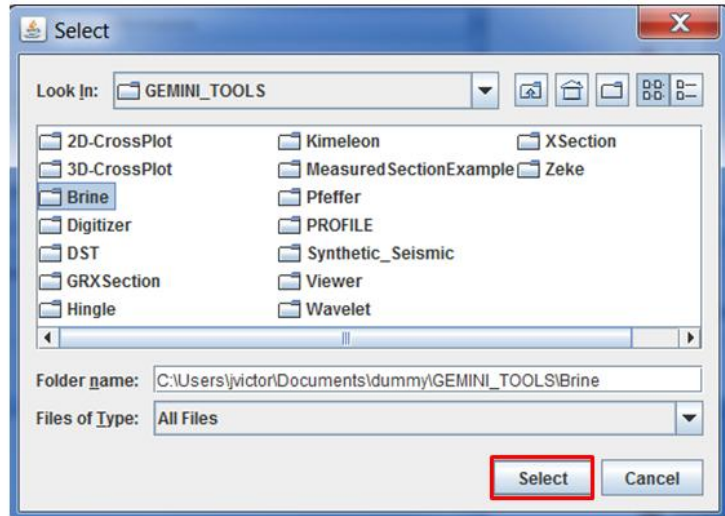 Select
Look In: GEMINI_TOOLS
2D-CrossPlot Kimeleon XSection
3D-CrossPlot MeasuredSectionExample Zeke
Brine Pfeffer
Digitizer PROFILE
DST Synthetic_Seismic
GRXSection Viewer
Hingle Wavelet
Folder name: C:\Users\jvictor\Documents\dummy\GEMINI_TOOLS\Brine
Files of Type: All Files
Select Cancel